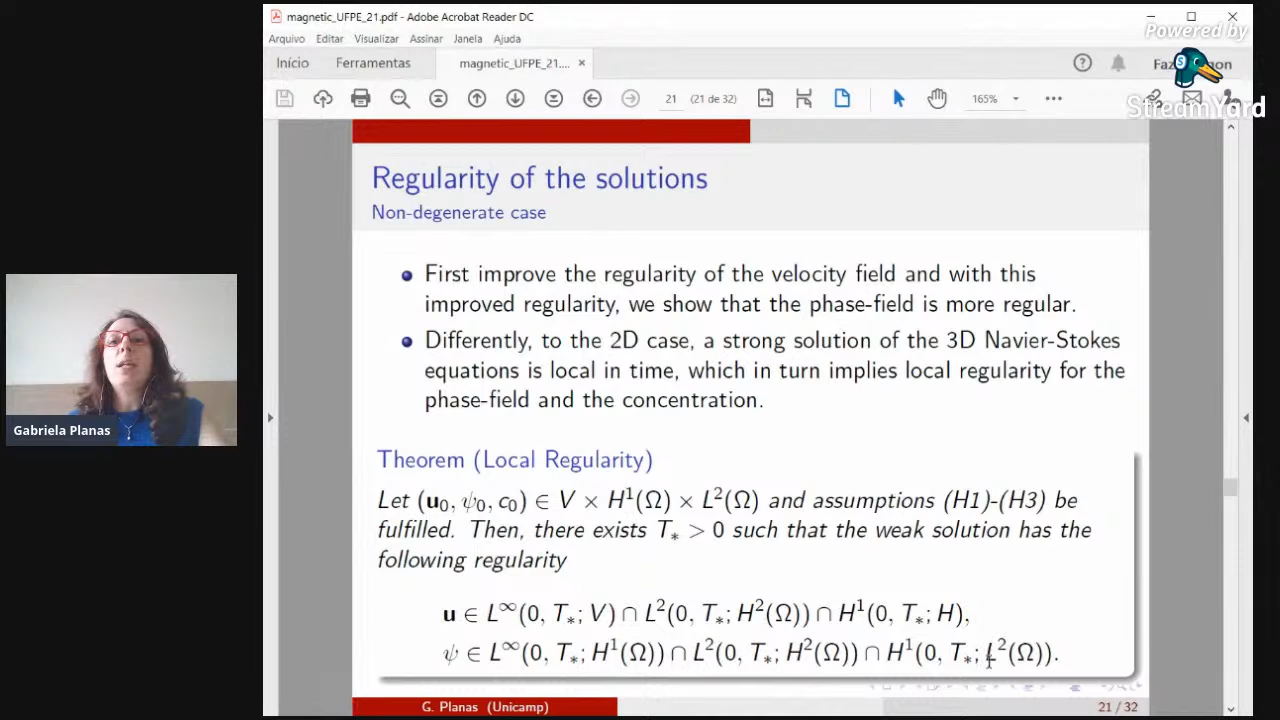 magnetic_UFPE_21.pdf - Adobe Acrobat Reader DC
Powered by
Arquivo Editar Visualizar Assinar Janela Ajuda
Início Ferramentas magnetic_UFPE_21.... ×
StreamYard
21 (21 de 32) 165%
Regularity of the solutions
Non-degenerate case
First improve the regularity of the velocity field and with this
improved regularity, we show that the phase-field is more regular.
Differently, to the 2D case, a strong solution of the 3D Navier-Stokes
equations is local in time, which in turn implies local regularity for the
phase-field and the concentration.
Gabriela Planas
Theorem (Local Regularity)
Let (u₀, ψ₀, c₀) ∈ V × H¹(Ω) × L²(Ω) and assumptions (H1)-(H3) be
fulfilled. Then, there exists T∗ > 0 such that the weak solution has the
following regularity
u ∈ L^∞(0, T∗; V) ∩ L²(0, T∗; H²(Ω)) ∩ H¹(0, T∗; H),
ψ ∈ L^∞(0, T∗; H¹(Ω)) ∩ L²(0, T∗; H²(Ω)) ∩ H¹(0, T∗; L²(Ω)).
G. Planas (Unicamp) 21 / 32